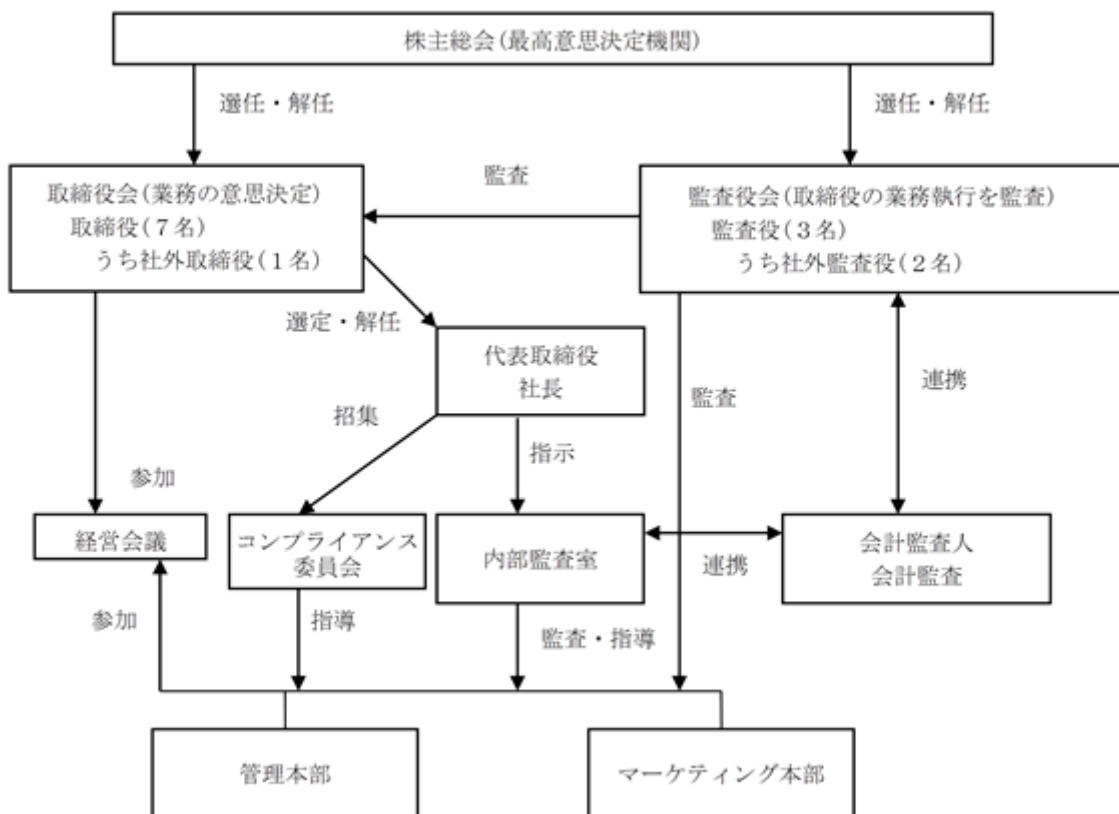 株主総会(最高意思決定機関)
選任・解任
選任・解任
取締役会(業務の意思決定)
取締役(7名)
うち社外取締役(1名)
監査
監査役会(取締役の業務執行を監査)
監査役(3名)
うち社外監査役(2名)
選定・解任
代表取締役
社長
監査
連携
招集
指示
参加
経営会議
コンプライアンス
委員会
内部監査室
連携
会計監査人
会計監査
参加
指導
監査・指導
管理本部
マーケティング本部